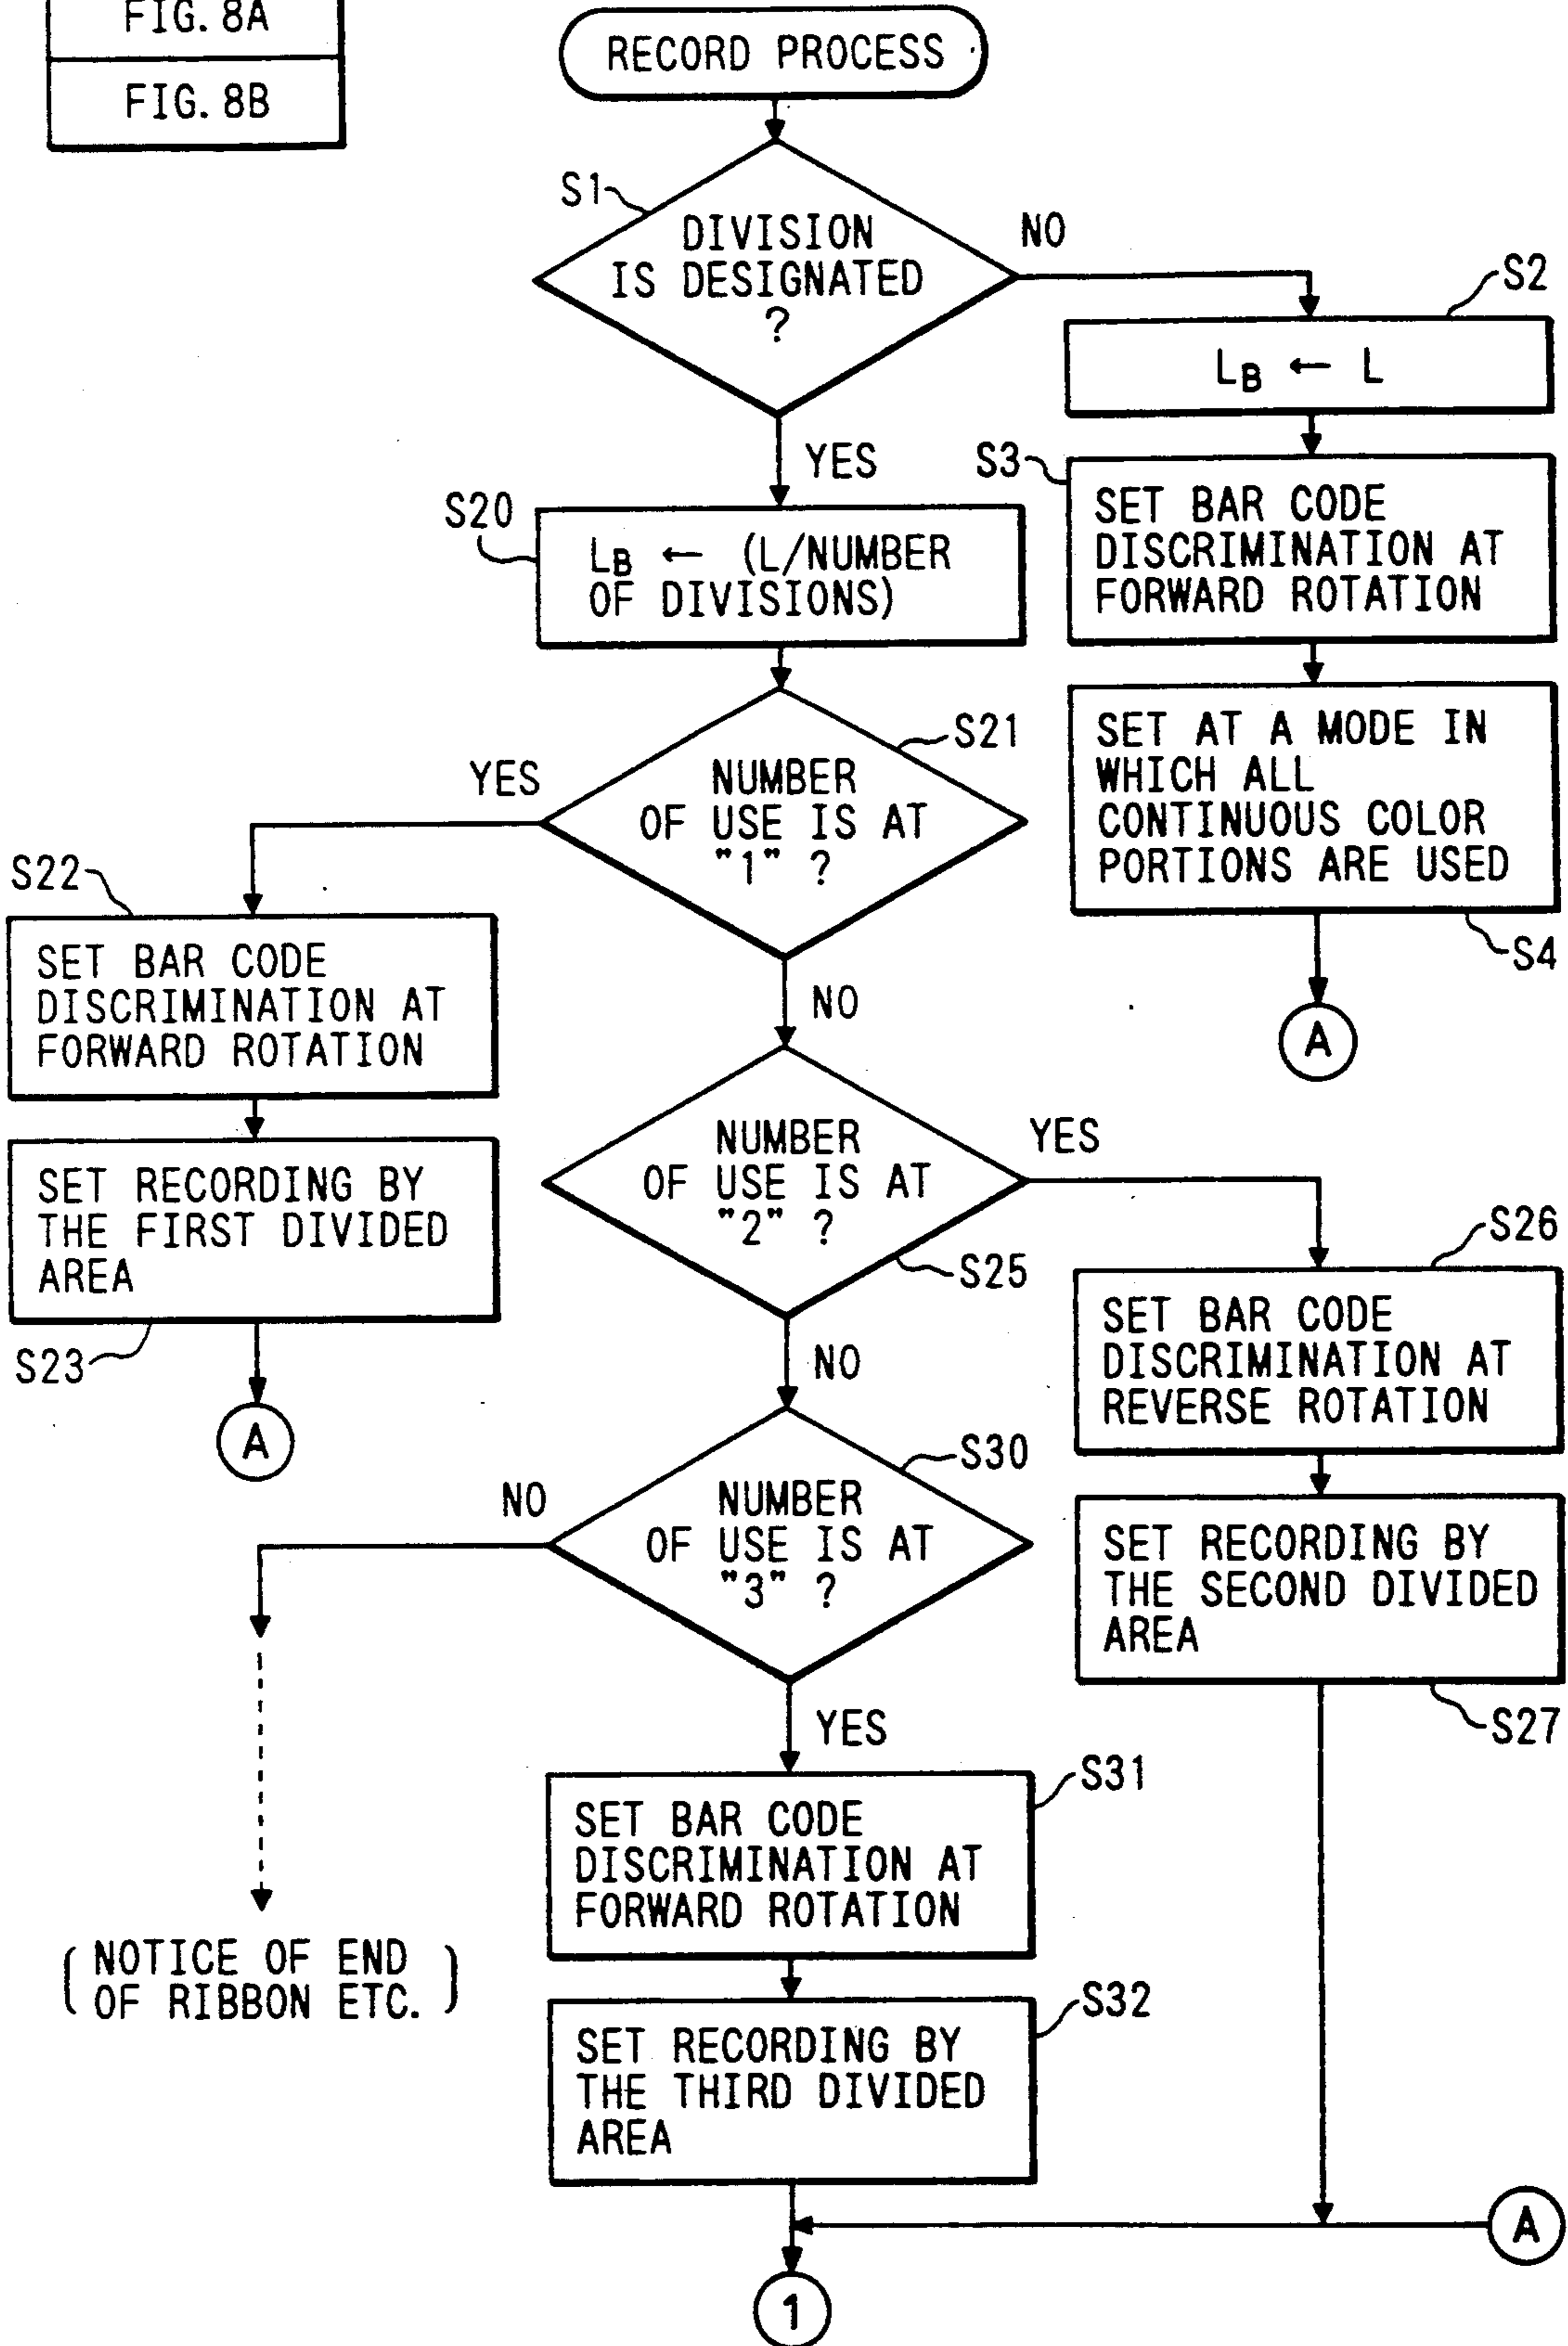 FIG. 8A
FIG. 8B
RECORD PROCESS
S1
DIVISION
IS DESIGNATED
?
NO
S2
LB ← L
YES
S3
SET BAR CODE
DISCRIMINATION AT
FORWARD ROTATION
S20
LB ← (L/NUMBER
OF DIVISIONS)
SET AT A MODE IN
WHICH ALL
CONTINUOUS COLOR
PORTIONS ARE USED
S4
A
S21
NUMBER
OF USE IS AT
"1" ?
YES
S22
SET BAR CODE
DISCRIMINATION AT
FORWARD ROTATION
NO
SET RECORDING BY
THE FIRST DIVIDED
AREA
S23
A
NUMBER
OF USE IS AT
"2" ?
YES
S25
S26
SET BAR CODE
DISCRIMINATION AT
REVERSE ROTATION
NO
SET RECORDING BY
THE SECOND DIVIDED
AREA
S27
S30
NUMBER
OF USE IS AT
"3" ?
NO
YES
S31
SET BAR CODE
DISCRIMINATION AT
FORWARD ROTATION
(NOTICE OF END
OF RIBBON ETC.)
S32
SET RECORDING BY
THE THIRD DIVIDED
AREA
A
1